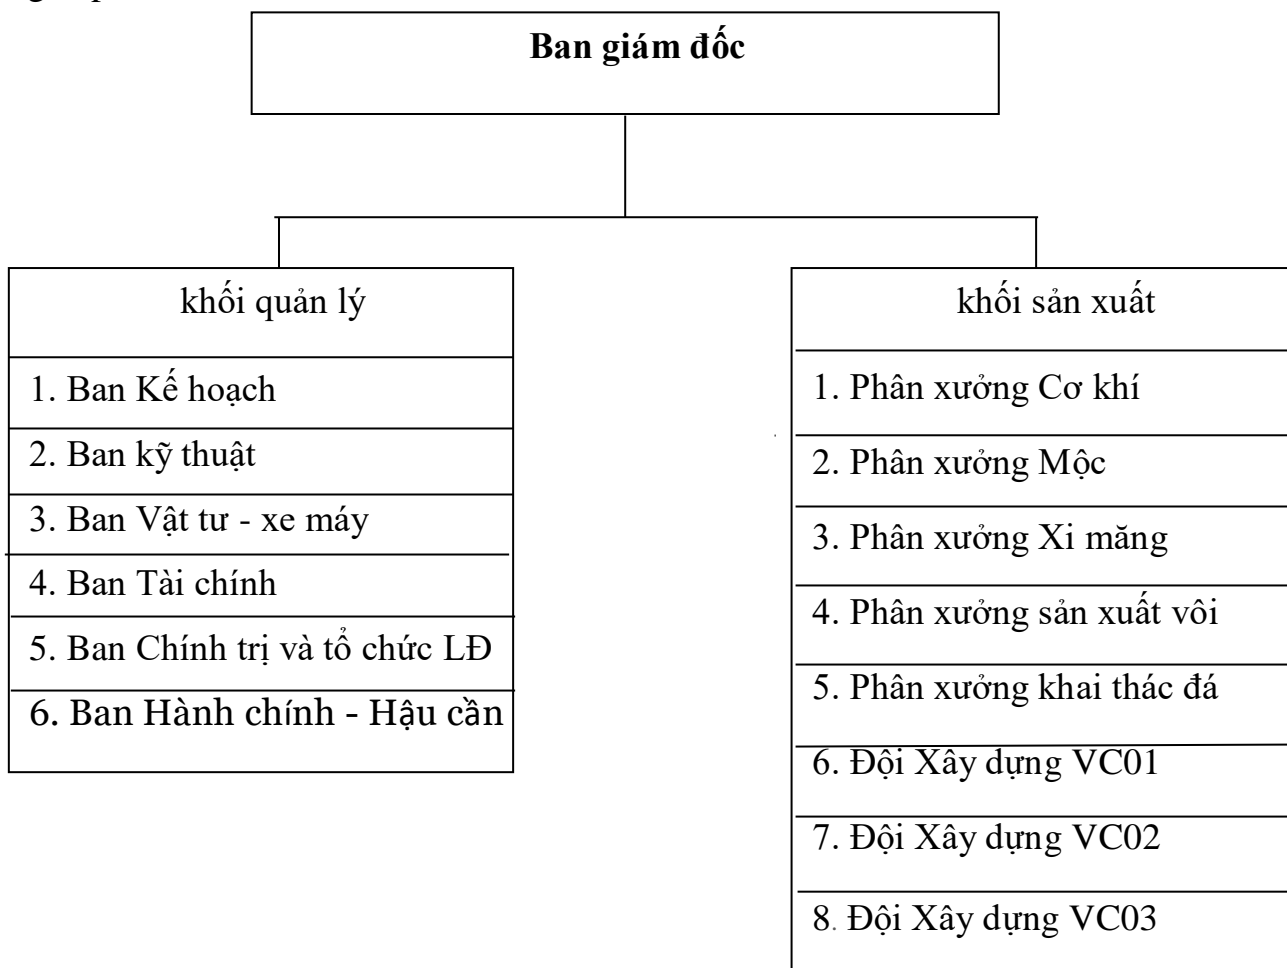 Ban giám đốc
khối quản lý
1. Ban Kế hoạch
2. Ban kỹ thuật
3. Ban Vật tư - xe máy
4. Ban Tài chính
5. Ban Chính trị và tổ chức LĐ
6. Ban Hành chính - Hậu cần
khối sản xuất
1. Phân xưởng Cơ khí
2. Phân xưởng Mộc
3. Phân xưởng Xi măng
4. Phân xưởng sản xuất vôi
5. Phân xưởng khai thác đá
6. Đội Xây dựng VC01
7. Đội Xây dựng VC02
8. Đội Xây dựng VC03